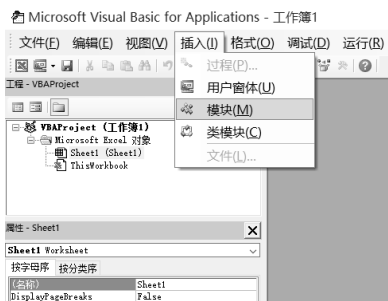 Microsoft Visual Basic for Applications - 工作簿1
文件(F) 编辑(E) 视图(V) 插入(I) 格式(O) 调试(D) 运行(R)
过程(P)...
用户窗体(U)
模块(M)
类模块(C)
文件(L)...
工程 - VBAProject
VBAProject (工作簿1)
Microsoft Excel 对象
Sheet1 (Sheet1)
ThisWorkbook
属性 - Sheet1
Sheet1 Worksheet
按字母序 按分类序
(名称) Sheet1
DisplayPageBreaks False